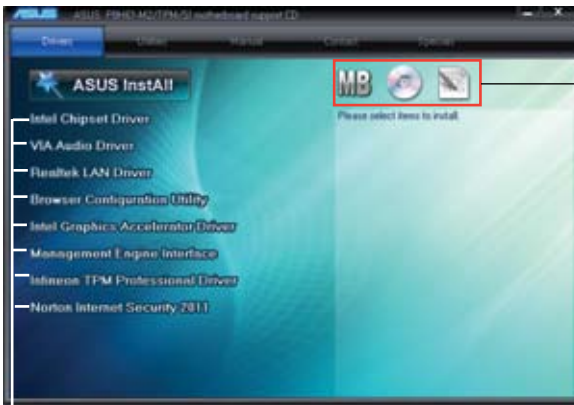 ASUS P8H67-M2/TPM/SI motherboard support CD
Drivers Utilities Manual Contact Specials
ASUS InstAll
MB
Please select items to install.
Intel Chipset Driver
VIA Audio Driver
Realtek LAN Driver
Browser Configuration Utility
Intel Graphics Accelerator Driver
Management Engine Interface
Infineon TPM Professional Driver
Norton Internet Security 2011